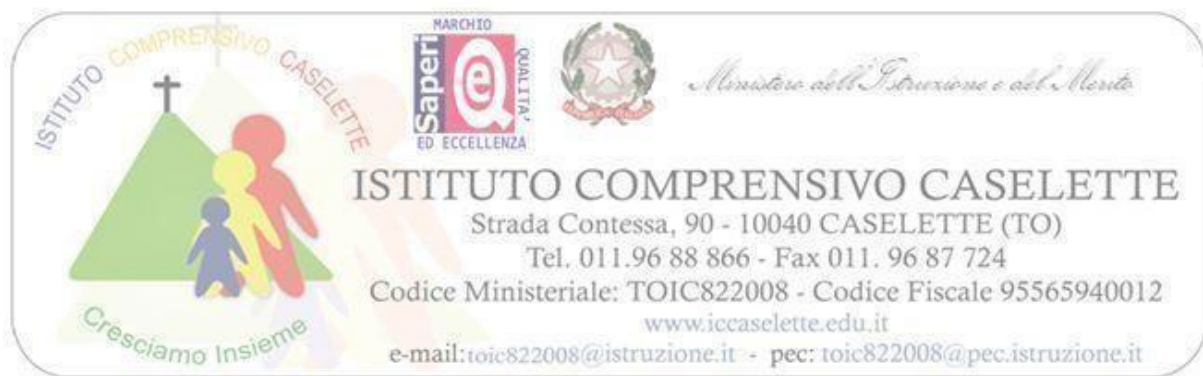 ISTITUTO COMPRENSIVO CASELETTE
Cresciamo Insieme
MARCHIO
Saperi
QUALITA'
eQ
ED ECCELLENZA
Ministero dell'Istruzione e del Merito
ISTITUTO COMPRENSIVO CASELETTE
Strada Contessa, 90 - 10040 CASELETTE (TO)
Tel. 011.96 88 866 - Fax 011. 96 87 724
Codice Ministeriale: TOIC822008 - Codice Fiscale 95565940012
www.iccaselette.edu.it
e-mail:toic822008@istruzione.it - pec: toic822008@pec.istruzione.it